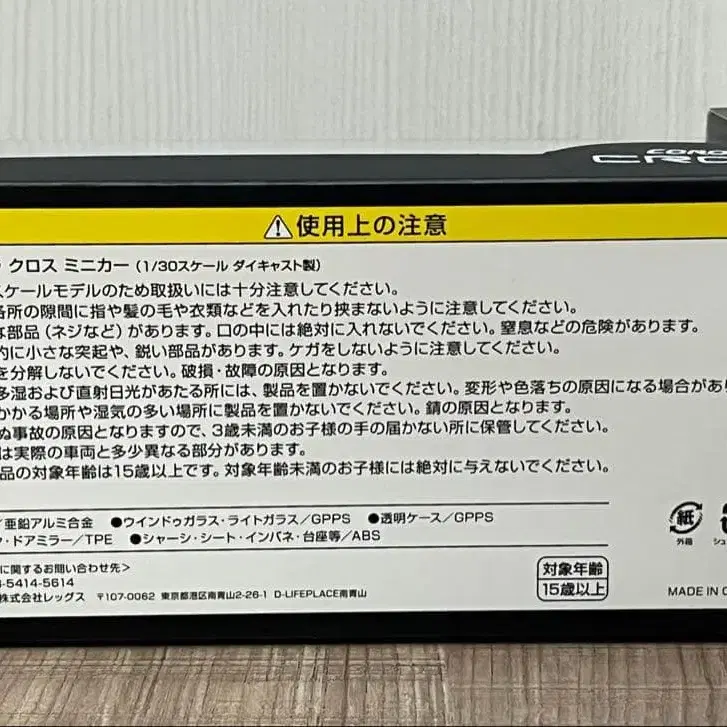 CRO
⚠使用上の注意
クロス ミニカー (1/30スケール ダイキャスト製)
スケールモデルのため取扱いには十分注意してください。
各所の隙間に指や髪の毛や衣類などを入れたり挟まないように注意してください。
な部品(ネジなど)があります。口の中には絶対に入れないでください。窒息などの危険があります。
的に小さな突起や、鋭い部品があります。ケガをしないように注意してください。
を分解しないでください。破損・故障の原因となります。
多湿および直射日光があたる所には、製品を置かないでください。変形や色落ちの原因になる場合があり
かかる場所や湿気の多い場所に製品を置かないでください。錆の原因となります。
ぬ事故の原因となりますので、3歳未満のお子様の手の届かない所に保管してください。
は実際の車両と多少異なる部分があります。
品の対象年齢は15歳以上です。対象年齢未満のお子様には絶対に与えないでください。
/亜鉛アルミ合金 ●ウインドゥガラス・ライトガラス/GPPS ●透明ケース/GPPS
・ドアミラー/TPE ●シャーシ・シート・インパネ・台座等/ABS
紙
外箱
に関するお問い合わせ先>
-5414-5614
株式会社レッグス 〒107-0062 東京都港区南青山2-26-1 D-LIFEPLACE南青山
対象年齢
15歳以上
MADE IN C